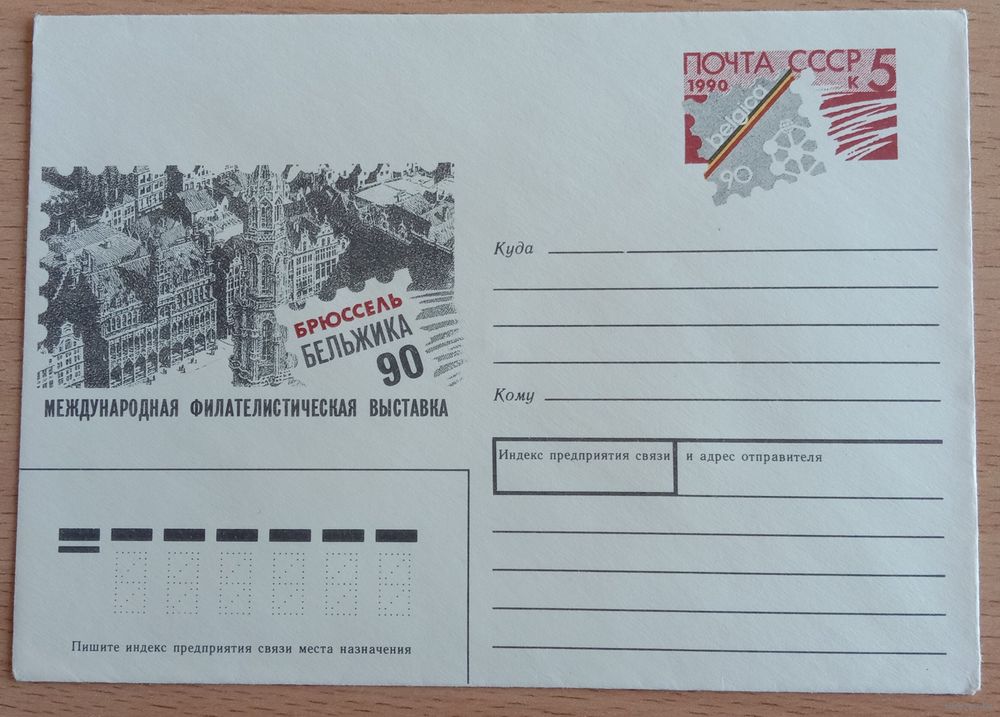 ПОЧТА СССР
1990 К 5
belgica
90
БРЮССЕЛЬ
БЕЛЬЖИКА
90
МЕЖДУНАРОДНАЯ ФИЛАТЕЛИСТИЧЕСКАЯ ВЫСТАВКА
Куда
Кому
Индекс предприятия связи и адрес отправителя
Пишите индекс предприятия связи места назначения